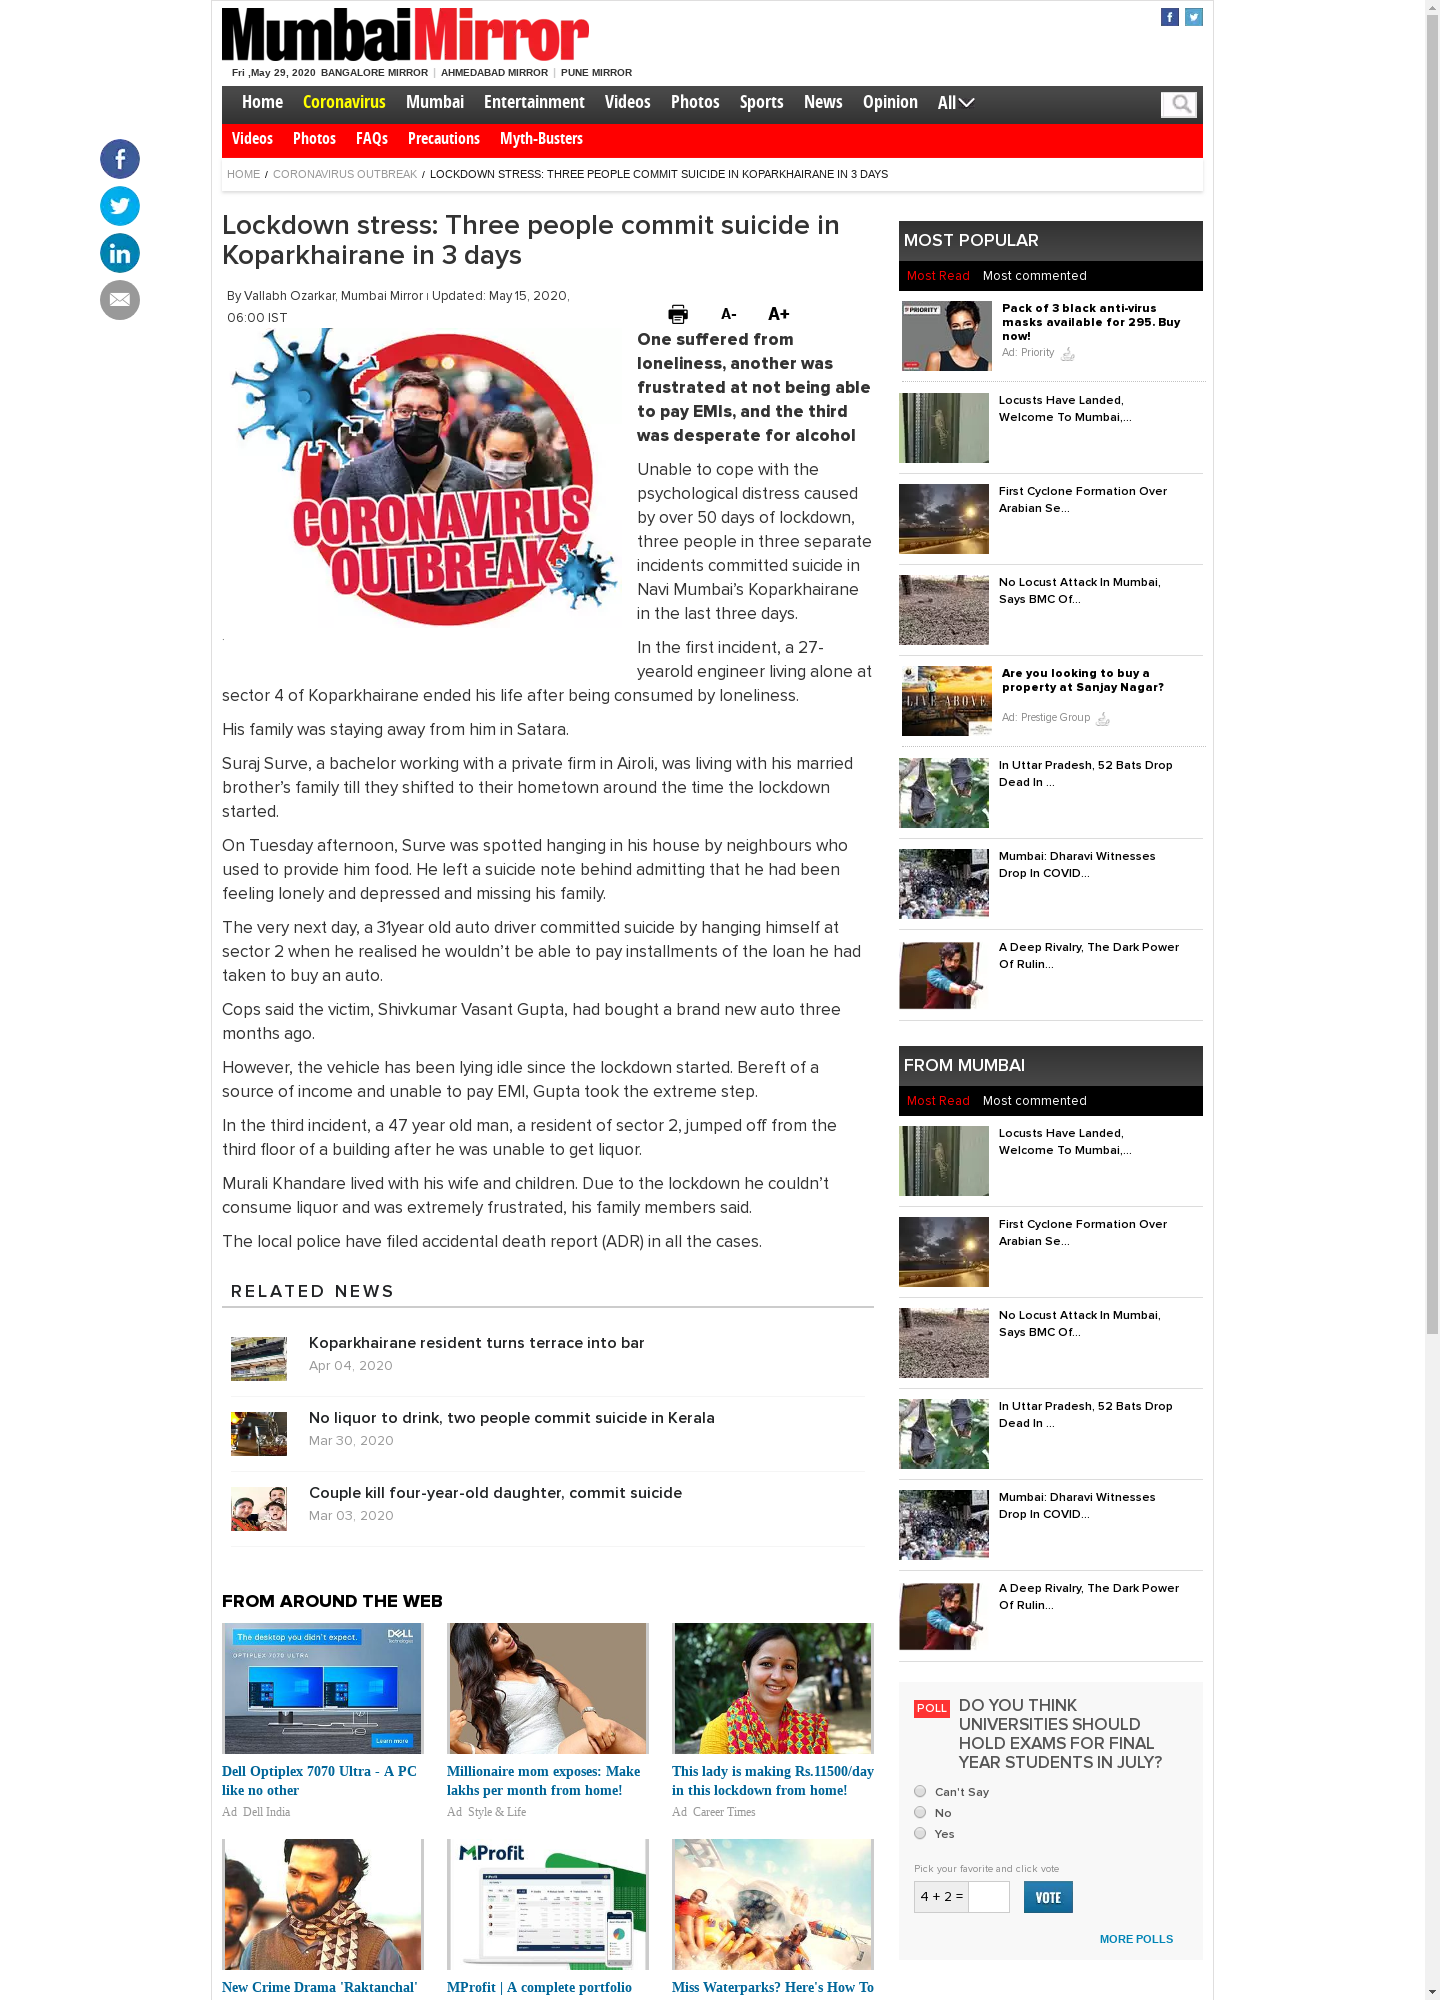 MumbaiMirror
Fri ,May 29, 2020 BANGALORE MIRROR | AHMEDABAD MIRROR | PUNE MIRROR
Home Coronavirus Mumbai Entertainment Videos Photos Sports News Opinion All
Videos Photos FAQs Precautions Myth-Busters
HOME / CORONAVIRUS OUTBREAK / LOCKDOWN STRESS: THREE PEOPLE COMMIT SUICIDE IN KOPARKHAIRANE IN 3 DAYS
Lockdown stress: Three people commit suicide in
Koparkhairane in 3 days
By Vallabh Ozarkar, Mumbai Mirror | Updated: May 15, 2020,
06:00 IST
A- A+
CORONAVIRUS
OUTBREAK
One suffered from
loneliness, another was
frustrated at not being able
to pay EMIs, and the third
was desperate for alcohol
Unable to cope with the
psychological distress caused
by over 50 days of lockdown,
three people in three separate
incidents committed suicide in
Navi Mumbai’s Koparkhairane
in the last three days.
In the first incident, a 27-
yearold engineer living alone at
sector 4 of Koparkhairane ended his life after being consumed by loneliness.
His family was staying away from him in Satara.
Suraj Surve, a bachelor working with a private firm in Airoli, was living with his married
brother’s family till they shifted to their hometown around the time the lockdown
started.
On Tuesday afternoon, Surve was spotted hanging in his house by neighbours who
used to provide him food. He left a suicide note behind admitting that he had been
feeling lonely and depressed and missing his family.
The very next day, a 31year old auto driver committed suicide by hanging himself at
sector 2 when he realised he wouldn’t be able to pay installments of the loan he had
taken to buy an auto.
Cops said the victim, Shivkumar Vasant Gupta, had bought a brand new auto three
months ago.
However, the vehicle has been lying idle since the lockdown started. Bereft of a
source of income and unable to pay EMI, Gupta took the extreme step.
In the third incident, a 47 year old man, a resident of sector 2, jumped off from the
third floor of a building after he was unable to get liquor.
Murali Khandare lived with his wife and children. Due to the lockdown he couldn’t
consume liquor and was extremely frustrated, his family members said.
The local police have filed accidental death report (ADR) in all the cases.
RELATED NEWS
Koparkhairane resident turns terrace into bar
Apr 04, 2020
No liquor to drink, two people commit suicide in Kerala
Mar 30, 2020
Couple kill four-year-old daughter, commit suicide
Mar 03, 2020
FROM AROUND THE WEB
The desktop you didn't expect. DELL Technologies
OPTIPLEX 7070 ULTRA
Learn more
Dell Optiplex 7070 Ultra - A PC
like no other
Ad Dell India
Millionaire mom exposes: Make
lakhs per month from home!
Ad Style & Life
This lady is making Rs.11500/day
in this lockdown from home!
Ad Career Times
New Crime Drama 'Raktanchal'
MProfit
MProfit | A complete portfolio
Miss Waterparks? Here's How To
MOST POPULAR
Most Read Most commented
PRIORITY
Pack of 3 black anti-virus
masks available for 295. Buy
now!
Ad: Priority
Locusts Have Landed,
Welcome To Mumbai,...
First Cyclone Formation Over
Arabian Se...
No Locust Attack In Mumbai,
Says BMC Of...
LIVE ABOVE
Are you looking to buy a
property at Sanjay Nagar?
Ad: Prestige Group
In Uttar Pradesh, 52 Bats Drop
Dead In ...
Mumbai: Dharavi Witnesses
Drop In COVID...
A Deep Rivalry, The Dark Power
Of Rulin...
FROM MUMBAI
Most Read Most commented
Locusts Have Landed,
Welcome To Mumbai,...
First Cyclone Formation Over
Arabian Se...
No Locust Attack In Mumbai,
Says BMC Of...
In Uttar Pradesh, 52 Bats Drop
Dead In ...
Mumbai: Dharavi Witnesses
Drop In COVID...
A Deep Rivalry, The Dark Power
Of Rulin...
POLL DO YOU THINK
UNIVERSITIES SHOULD
HOLD EXAMS FOR FINAL
YEAR STUDENTS IN JULY?
Can't Say
No
Yes
Pick your favorite and click vote
4 + 2 = VOTE
MORE POLLS